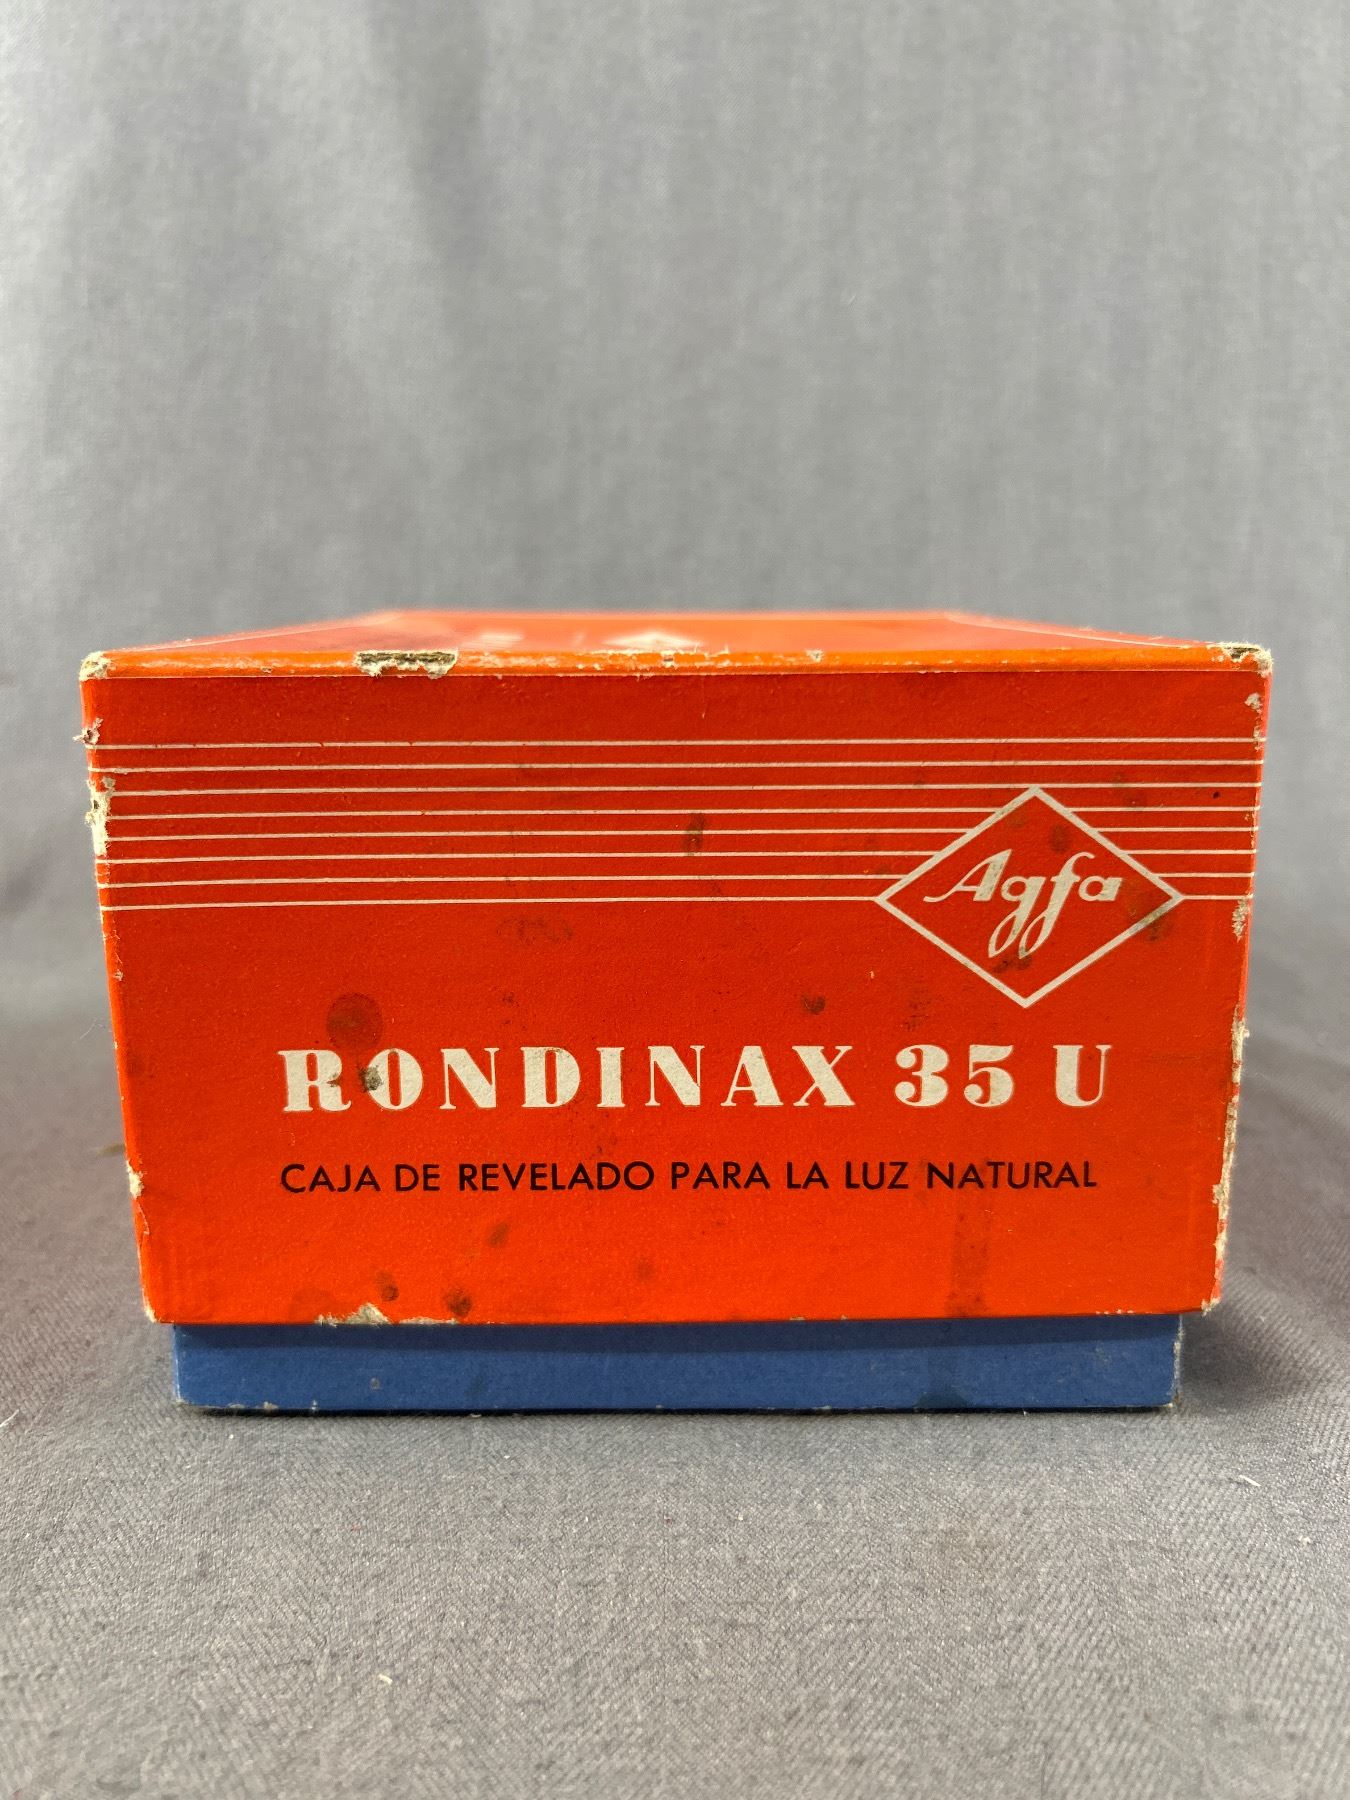 Agfa
RONDINAX 35 U
CAJA DE REVELADO PARA LA LUZ NATURAL